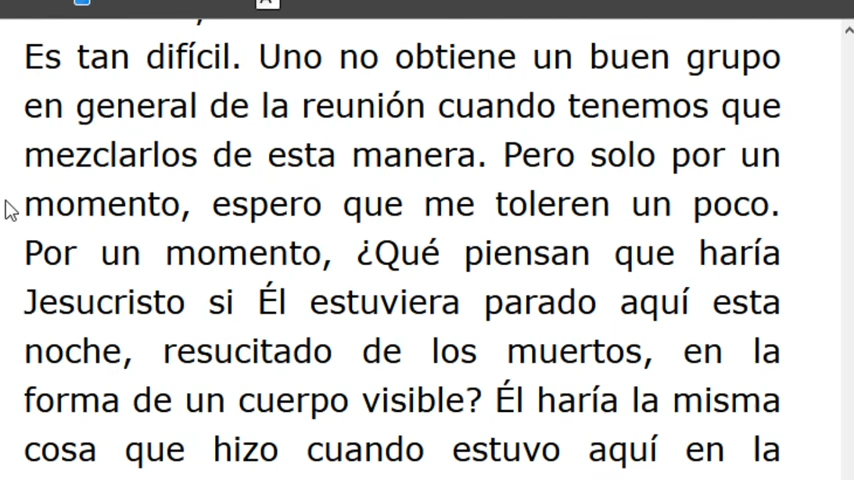 Es tan difícil. Uno no obtiene un buen grupo
en general de la reunión cuando tenemos que
mezclarlos de esta manera. Pero solo por un
momento, espero que me toleren un poco.
Por un momento, ¿Qué piensan que haría
Jesucristo si Él estuviera parado aquí esta
noche, resucitado de los muertos, en la
forma de un cuerpo visible? Él haría la misma
cosa que hizo cuando estuvo aquí en la